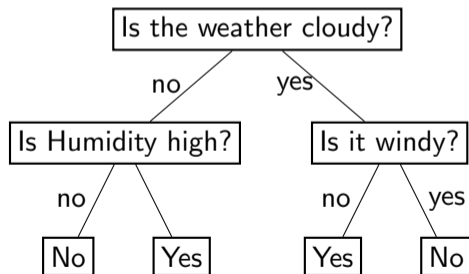 Is the weather cloudy?
no yes
Is Humidity high? Is it windy?
no no yes
No Yes Yes No